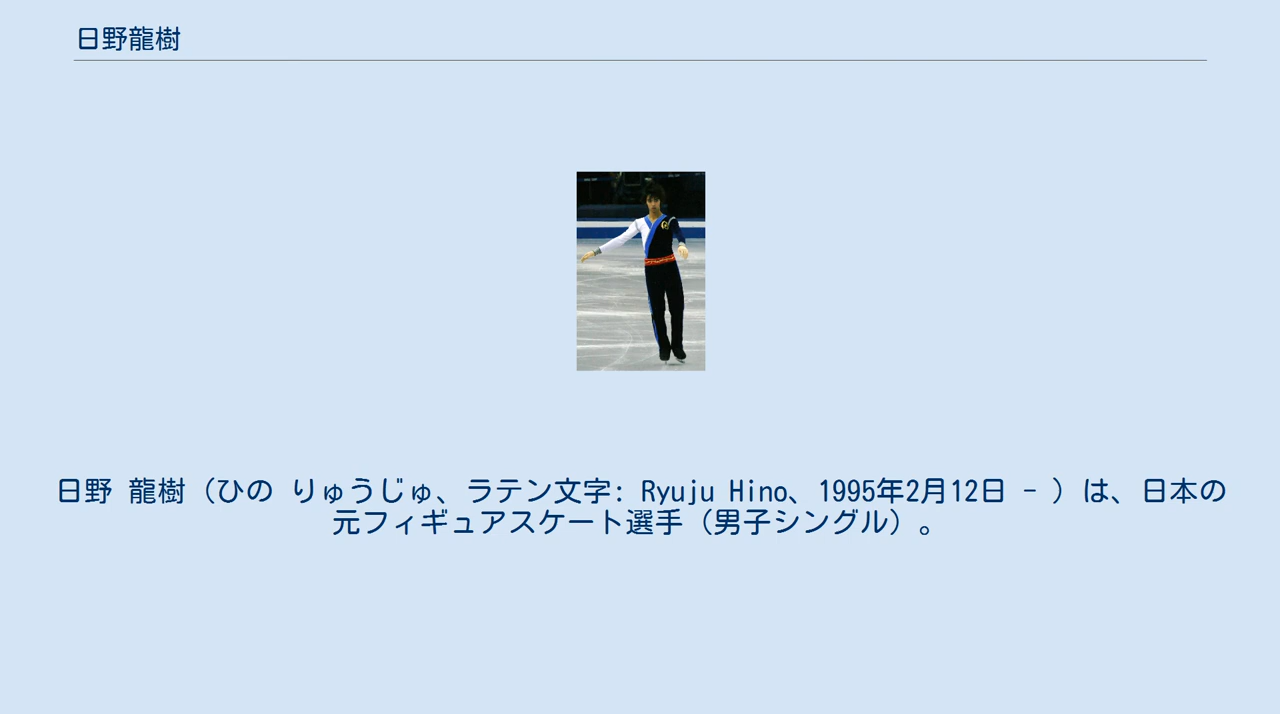 日野龍樹
日野 龍樹（ひの りゅうじゅ、ラテン文字: Ryuju Hino、1995年2月12日 - ）は、日本の
元フィギュアスケート選手（男子シングル）。